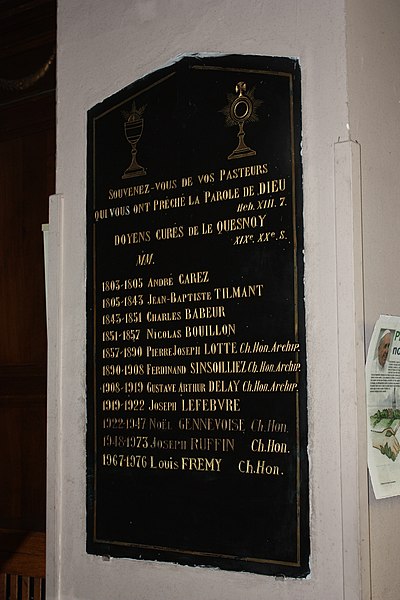 SOUVENEZ-VOUS DE VOS PASTEURS
QUI VOUS ONT PRÊCHÉ LA PAROLE DE DIEU
Heb. XIII. 7.
DOYENS CURÉS DE LE QUESNOY
XIXe. XXe. S.
MM.
1803-1805 ANDRÉ CAREZ
1805-1843 JEAN-BAPTISTE TILMANT
1843-1851 CHARLES BABEUR
1851-1857 NICOLAS BOUILLON
1857-1890 PIERRE JOSEPH LOTTE Ch. Hon. Archip.
1890-1908 FERDINAND SINSOILLIEZ Ch. Hon. Archip.
1908-1919 GUSTAVE ARTHUR DELAY Ch. Hon. Archip.
1919-1922 JOSEPH LEFEBVRE
1922-1947 NOËL GENNEVOISE Ch. Hon.
1948-1973 JOSEPH RUFFIN Ch. Hon.
1967-1976 LOUIS FREMY Ch. Hon.